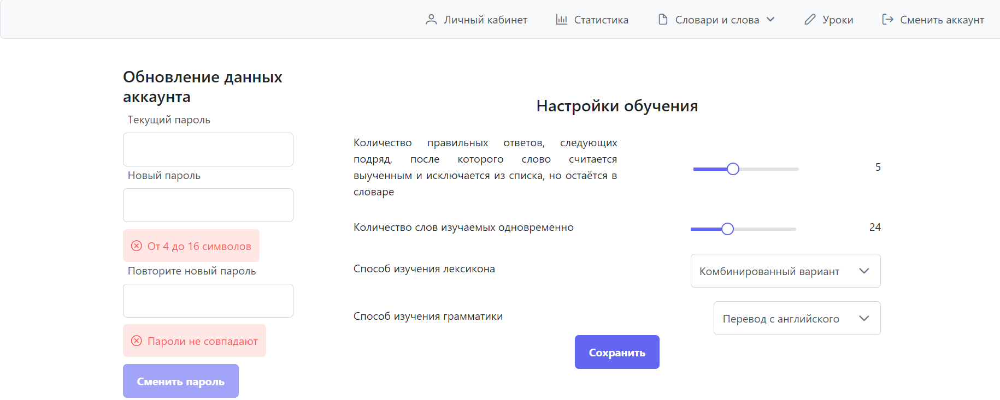 Личный кабинет
Статистика
Словари и слова
Уроки
Сменить аккаунт
Обновление данных
аккаунта
Текущий пароль
Новый пароль
От 4 до 16 символов
Повторите новый пароль
Пароли не совпадают
Сменить пароль
Настройки обучения
Количество правильных ответов, следующих
подряд, после которого слово считается
выученным и исключается из списка, но остаётся в
словаре
5
Количество слов изучаемых одновременно
24
Способ изучения лексикона
Комбинированный вариант
Способ изучения грамматики
Перевод с английского
Сохранить